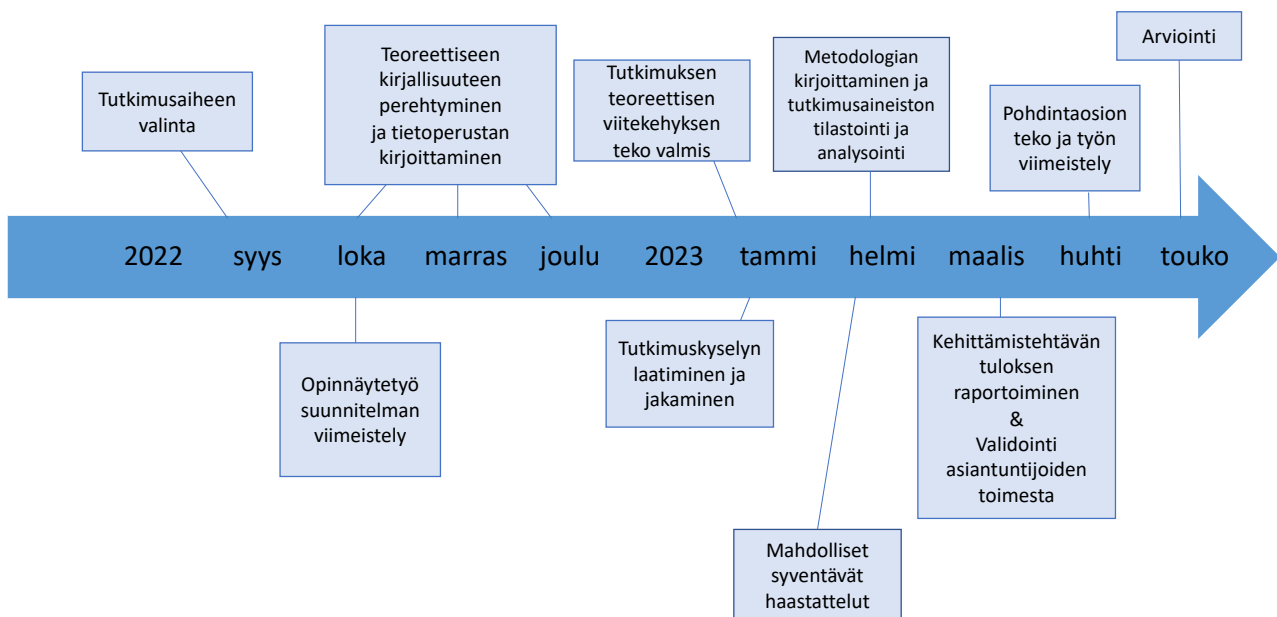 Arviointi
Teoreettiseen
kirjallisuuteen
perehtyminen
ja tietoperustan
kirjoittaminen
Metodologian
kirjoittaminen ja
tutkimusaineiston
tilastointi ja
analysointi
Tutkimuksen
teoreettisen
viitekehyksen
teko valmis
Tutkimusaiheen
valinta
Pohdintaosion
teko ja työn
viimeistely
2022 syys loka marras joulu 2023 tammi helmi maalis huhti touko
Opinnäytetyö
suunnitelman
viimeistely
Tutkimuskyselyn
laatiminen ja
jakaminen
Kehittämistehtävän
tuloksen
raportoiminen
&
Validointi
asiantuntijoiden
toimesta
Mahdolliset
syventävät
haastattelut